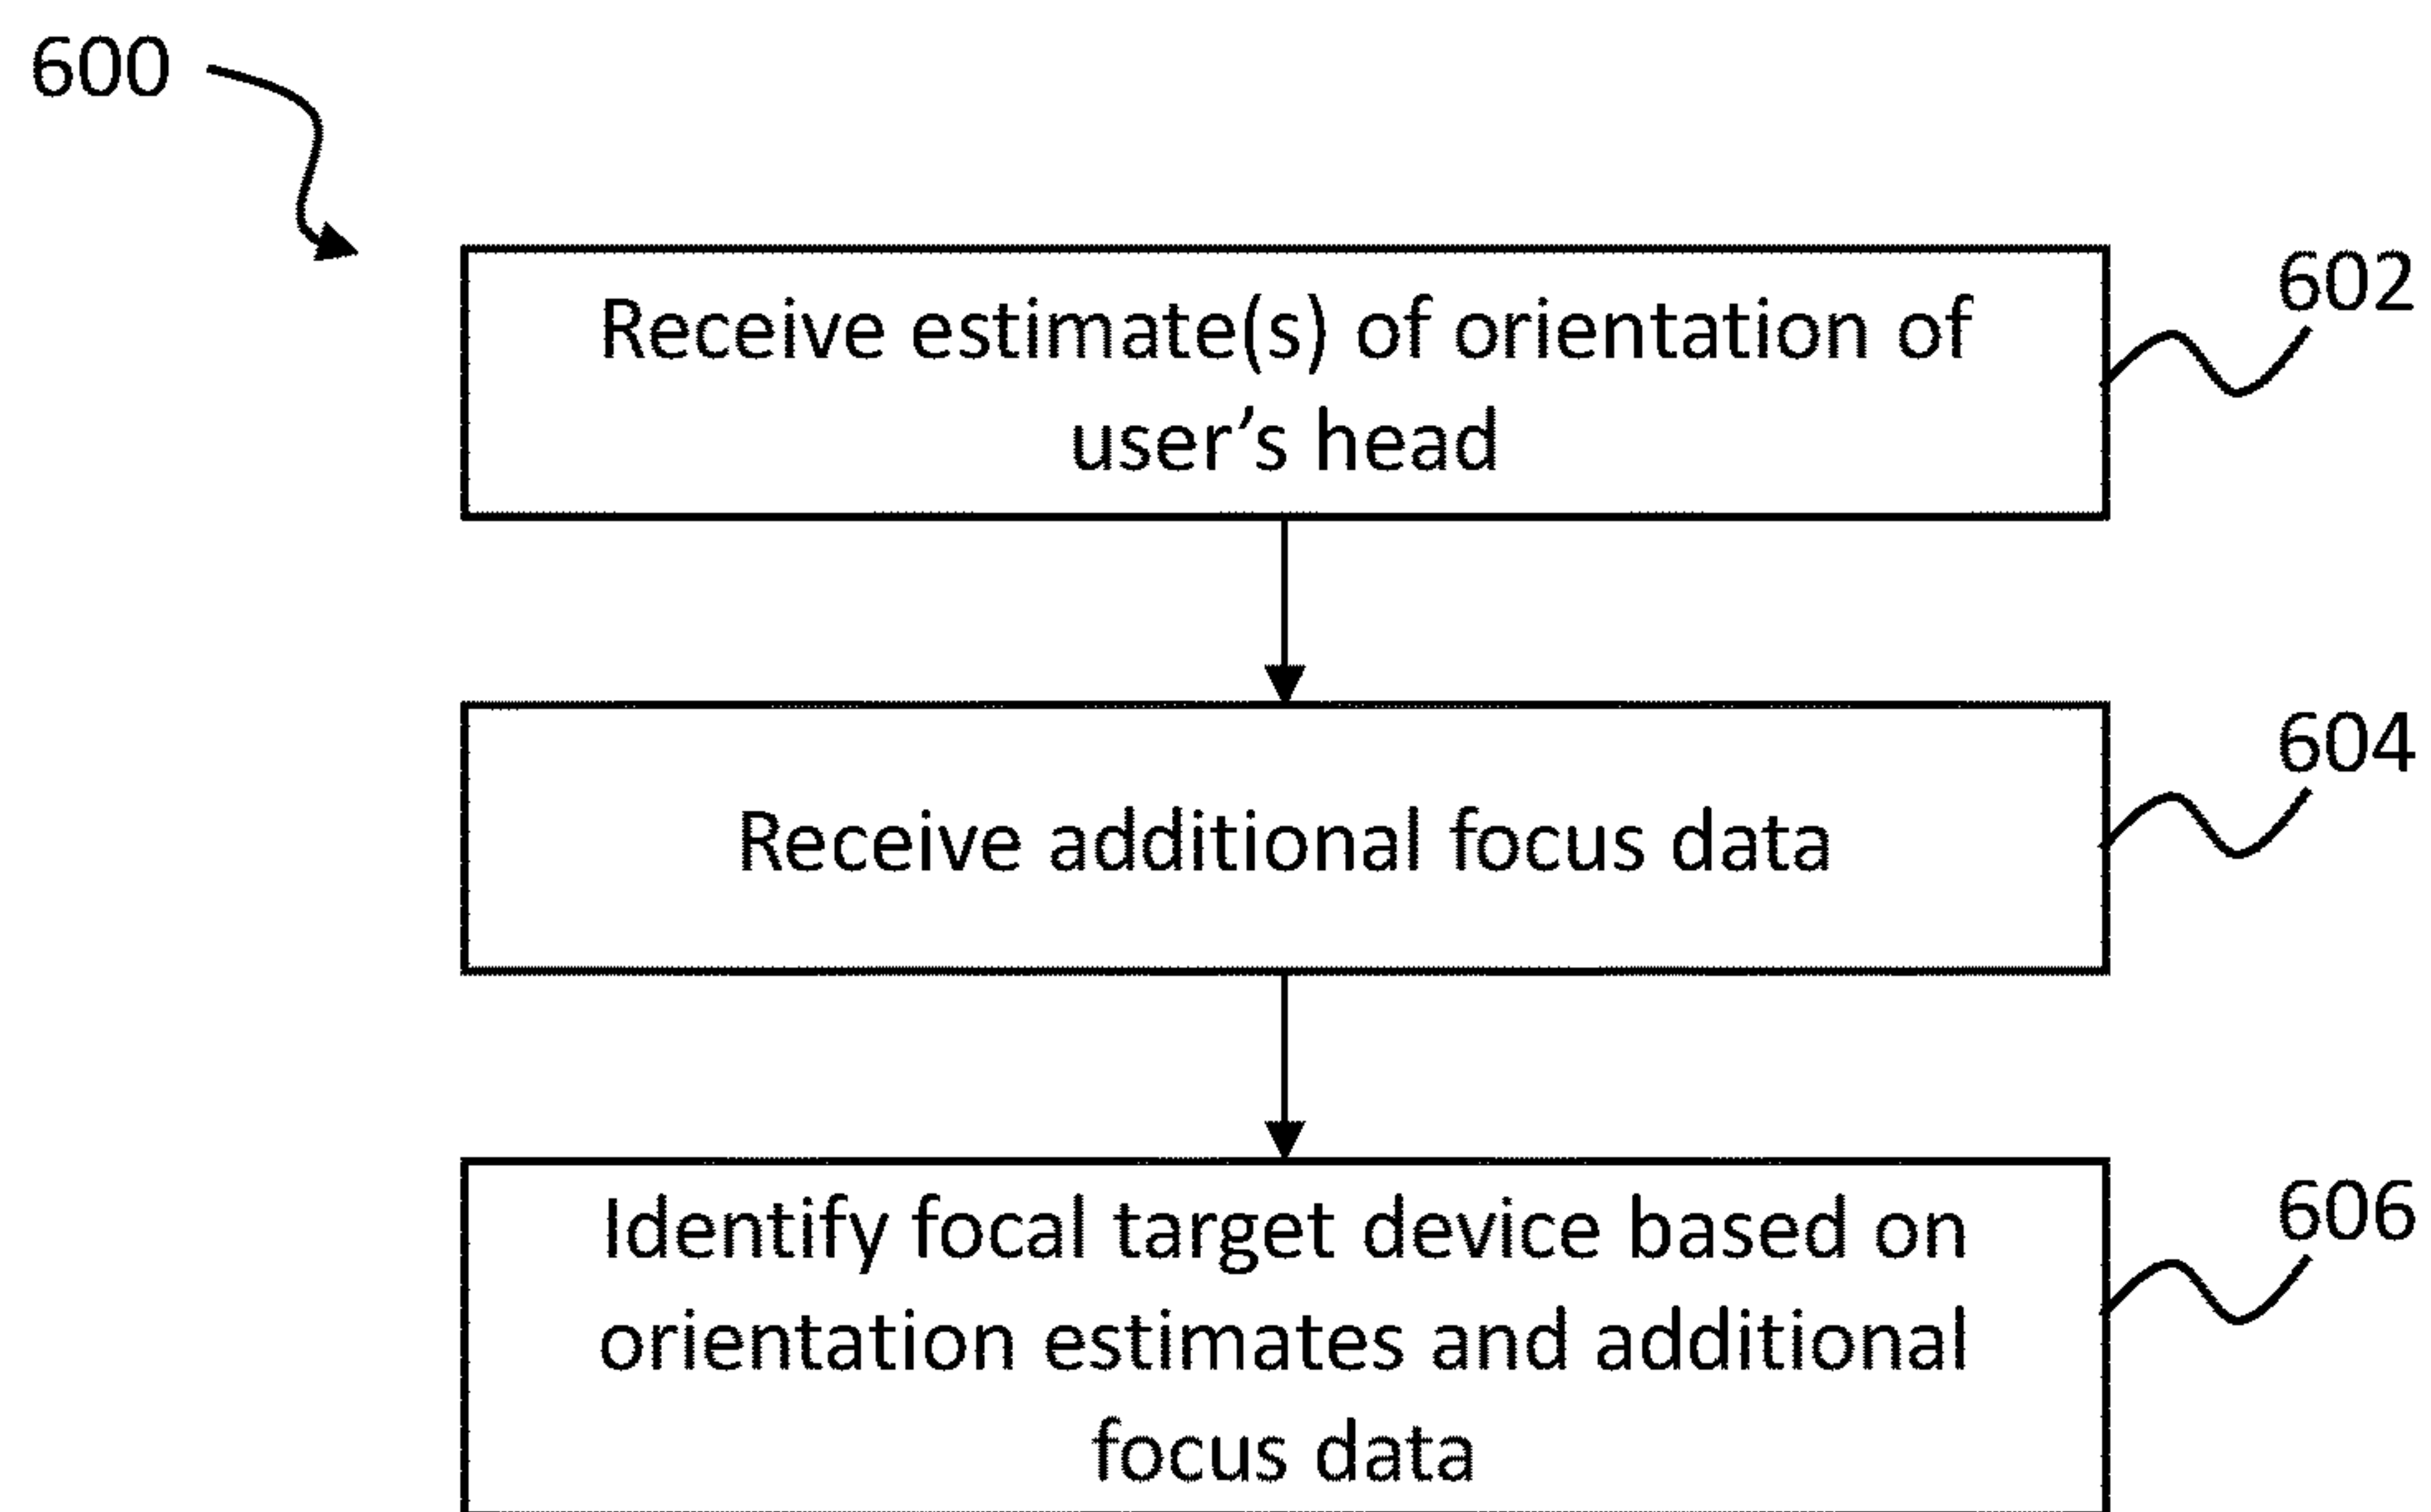 600
Receive estimate(s) of orientation of
user’s head
602
Receive additional focus data
604
Identify focal target device based on
orientation estimates and additional
focus data
606